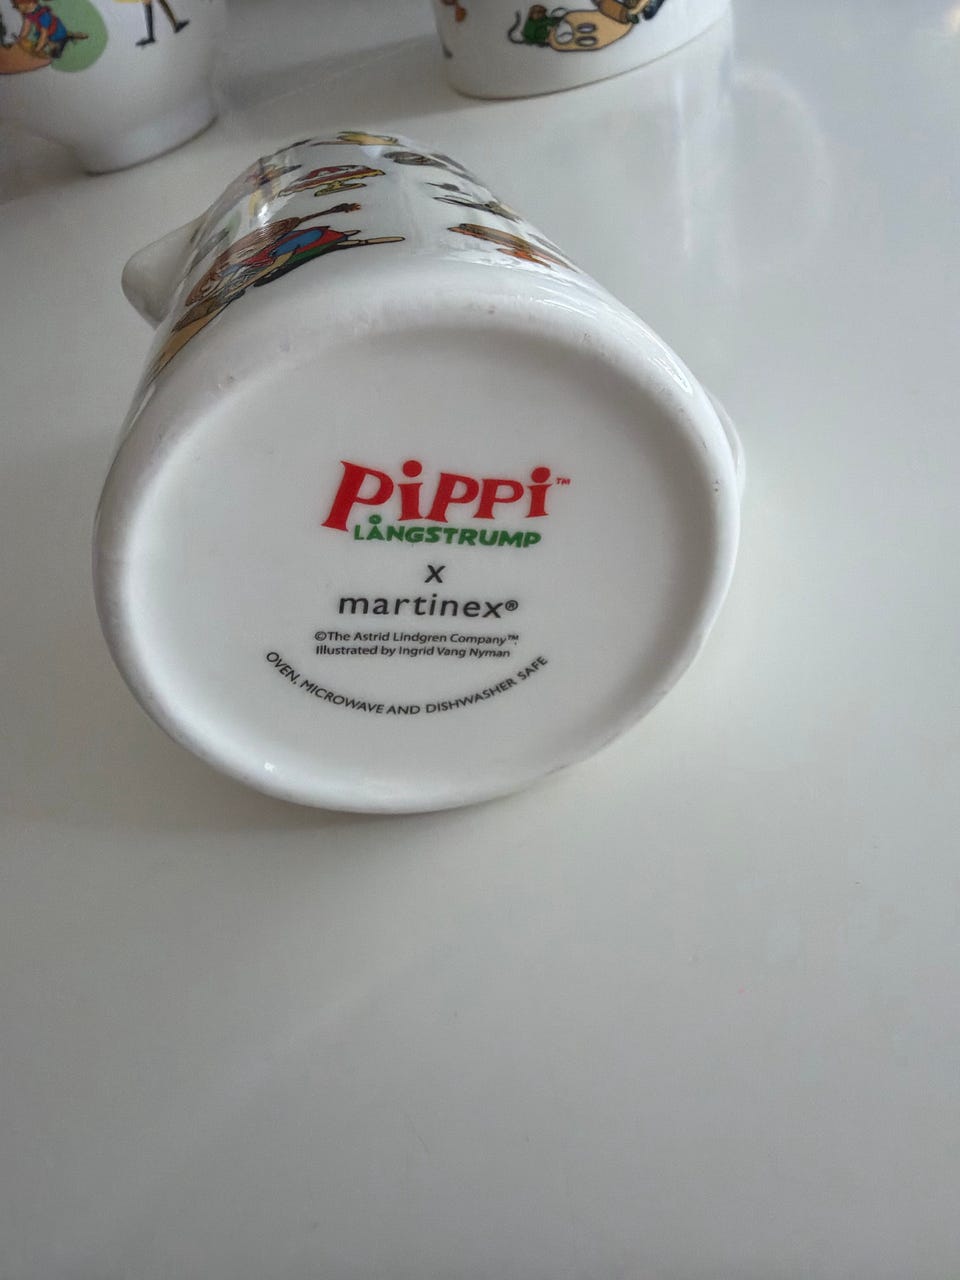 Pippi™
LÅNGSTRUMP
x
martinex®
©The Astrid Lindgren Company™
Illustrated by Ingrid Vang Nyman
OVEN, MICROWAVE AND DISHWASHER SAFE